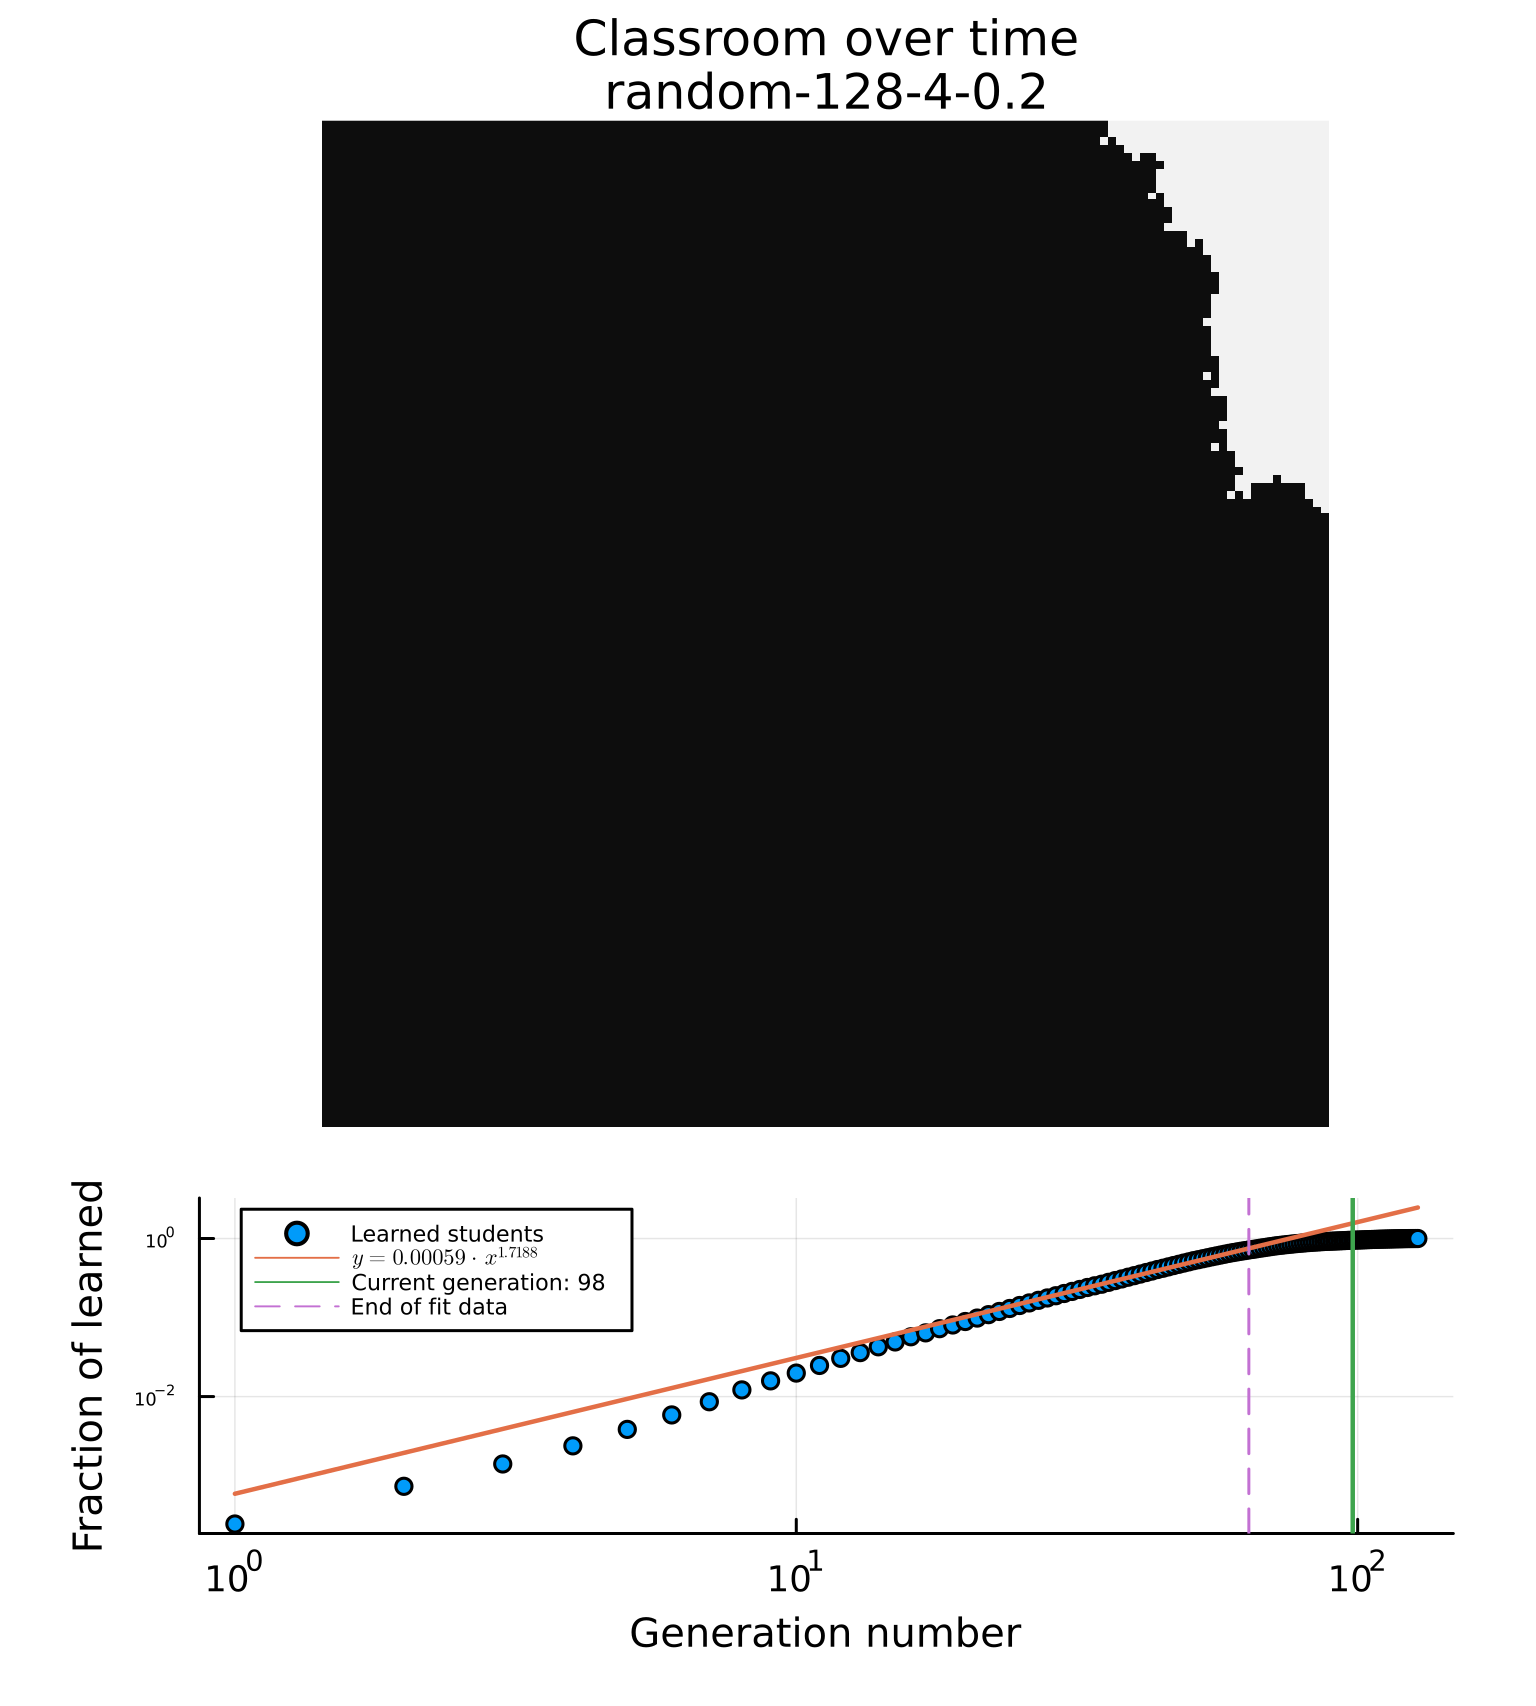 Classroom over time
random-128-4-0.2
Fraction of learned
10^0
10^-2
Learned students
y = 0.00059 · x^1.7188
Current generation: 98
End of fit data
10^0 10^1 10^2
Generation number